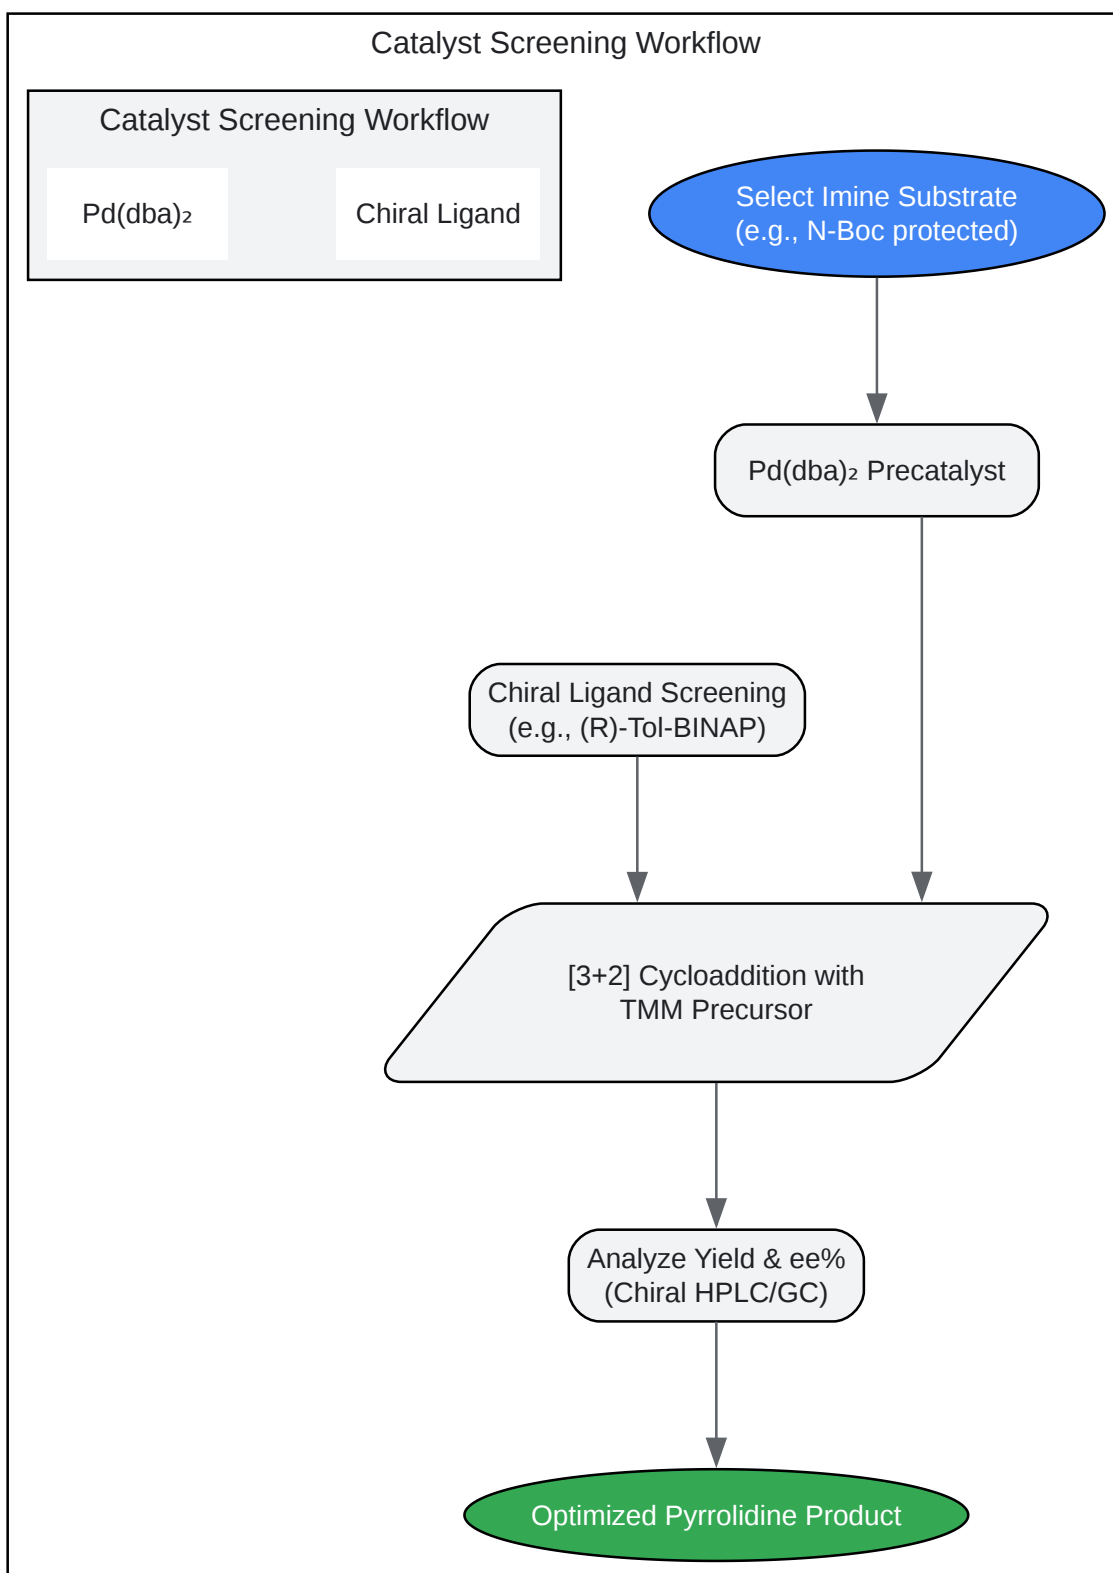 Catalyst Screening Workflow
Catalyst Screening Workflow
Pd(dba)₂
Chiral Ligand
Select Imine Substrate
(e.g., N-Boc protected)
Pd(dba)₂ Precatalyst
Chiral Ligand Screening
(e.g., (R)-Tol-BINAP)
[3+2] Cycloaddition with
TMM Precursor
Analyze Yield & ee%
(Chiral HPLC/GC)
Optimized Pyrrolidine Product